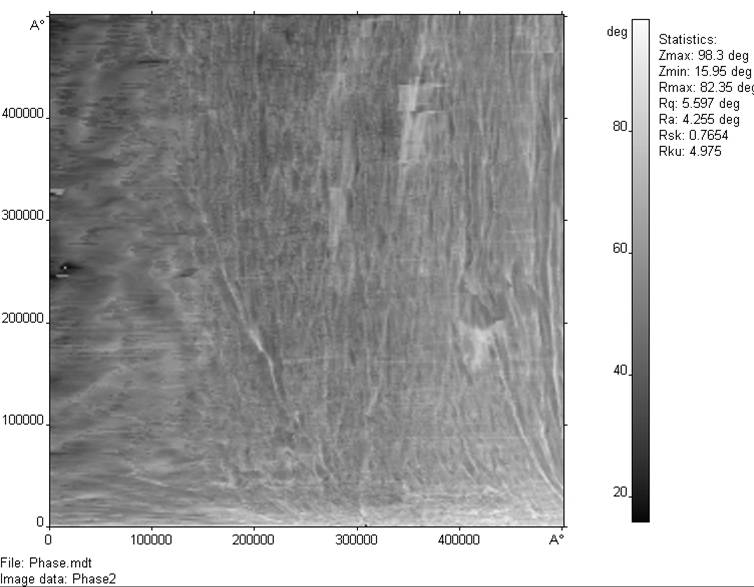 A°
400000
300000
200000
100000
0
0 100000 200000 300000 400000 A°
deg
80
60
40
20
Statistics:
Zmax: 98.3 deg
Zmin: 15.95 deg
Rmax: 82.35 deg
Rq: 5.597 deg
Ra: 4.255 deg
Rsk: 0.7654
Rku: 4.975
File: Phase.mdt
Image data: Phase2